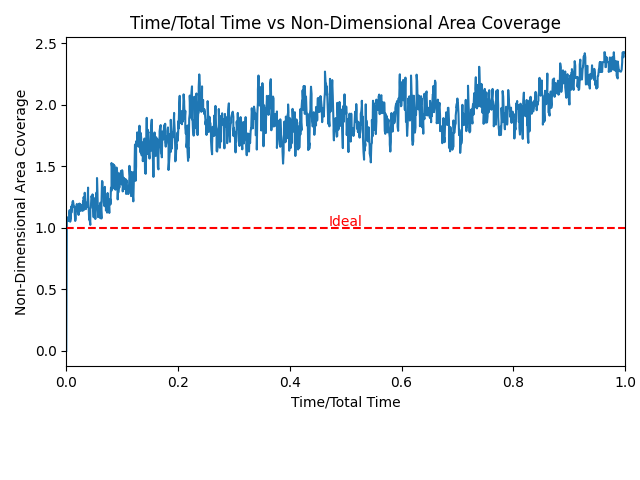 Time/Total Time vs Non-Dimensional Area Coverage
2.5
2.0
1.5
1.0
0.5
0.0
Non-Dimensional Area Coverage
Ideal
0.0 0.2 0.4 0.6 0.8 1.0
Time/Total Time